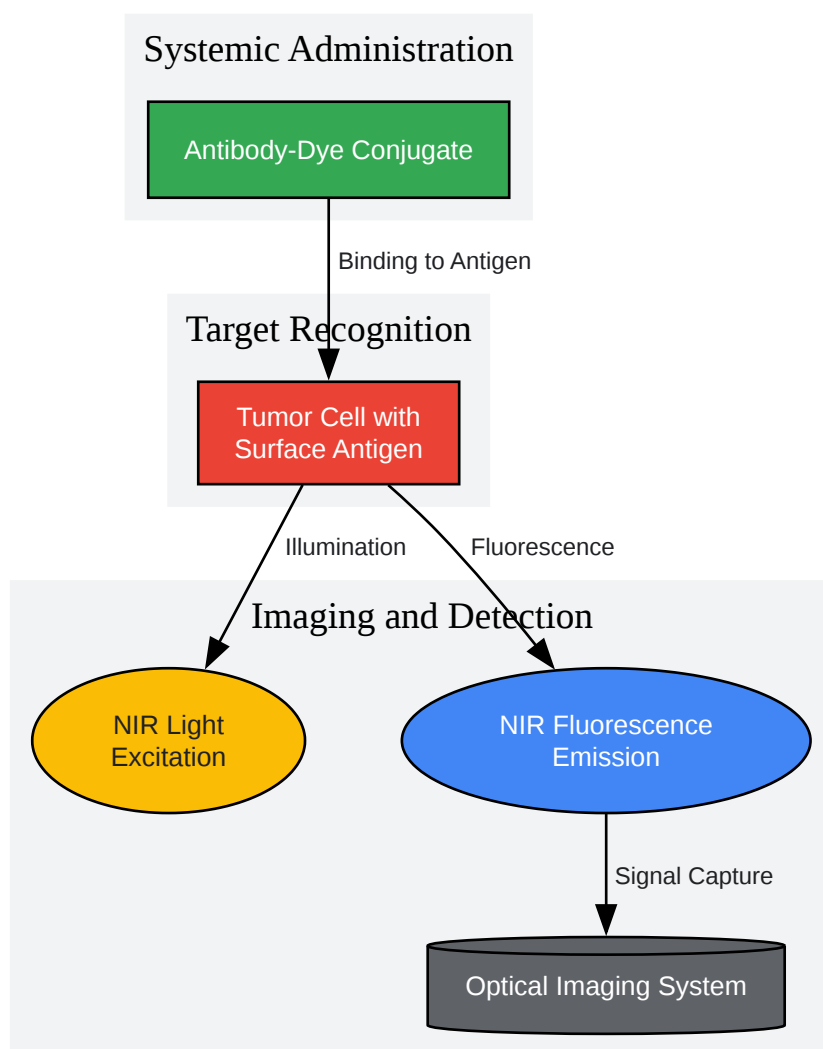 Systemic Administration
Antibody-Dye Conjugate
Binding to Antigen
Target Recognition
Tumor Cell with
Surface Antigen
Illumination
Fluorescence
Imaging and Detection
NIR Light
Excitation
NIR Fluorescence
Emission
Signal Capture
Optical Imaging System